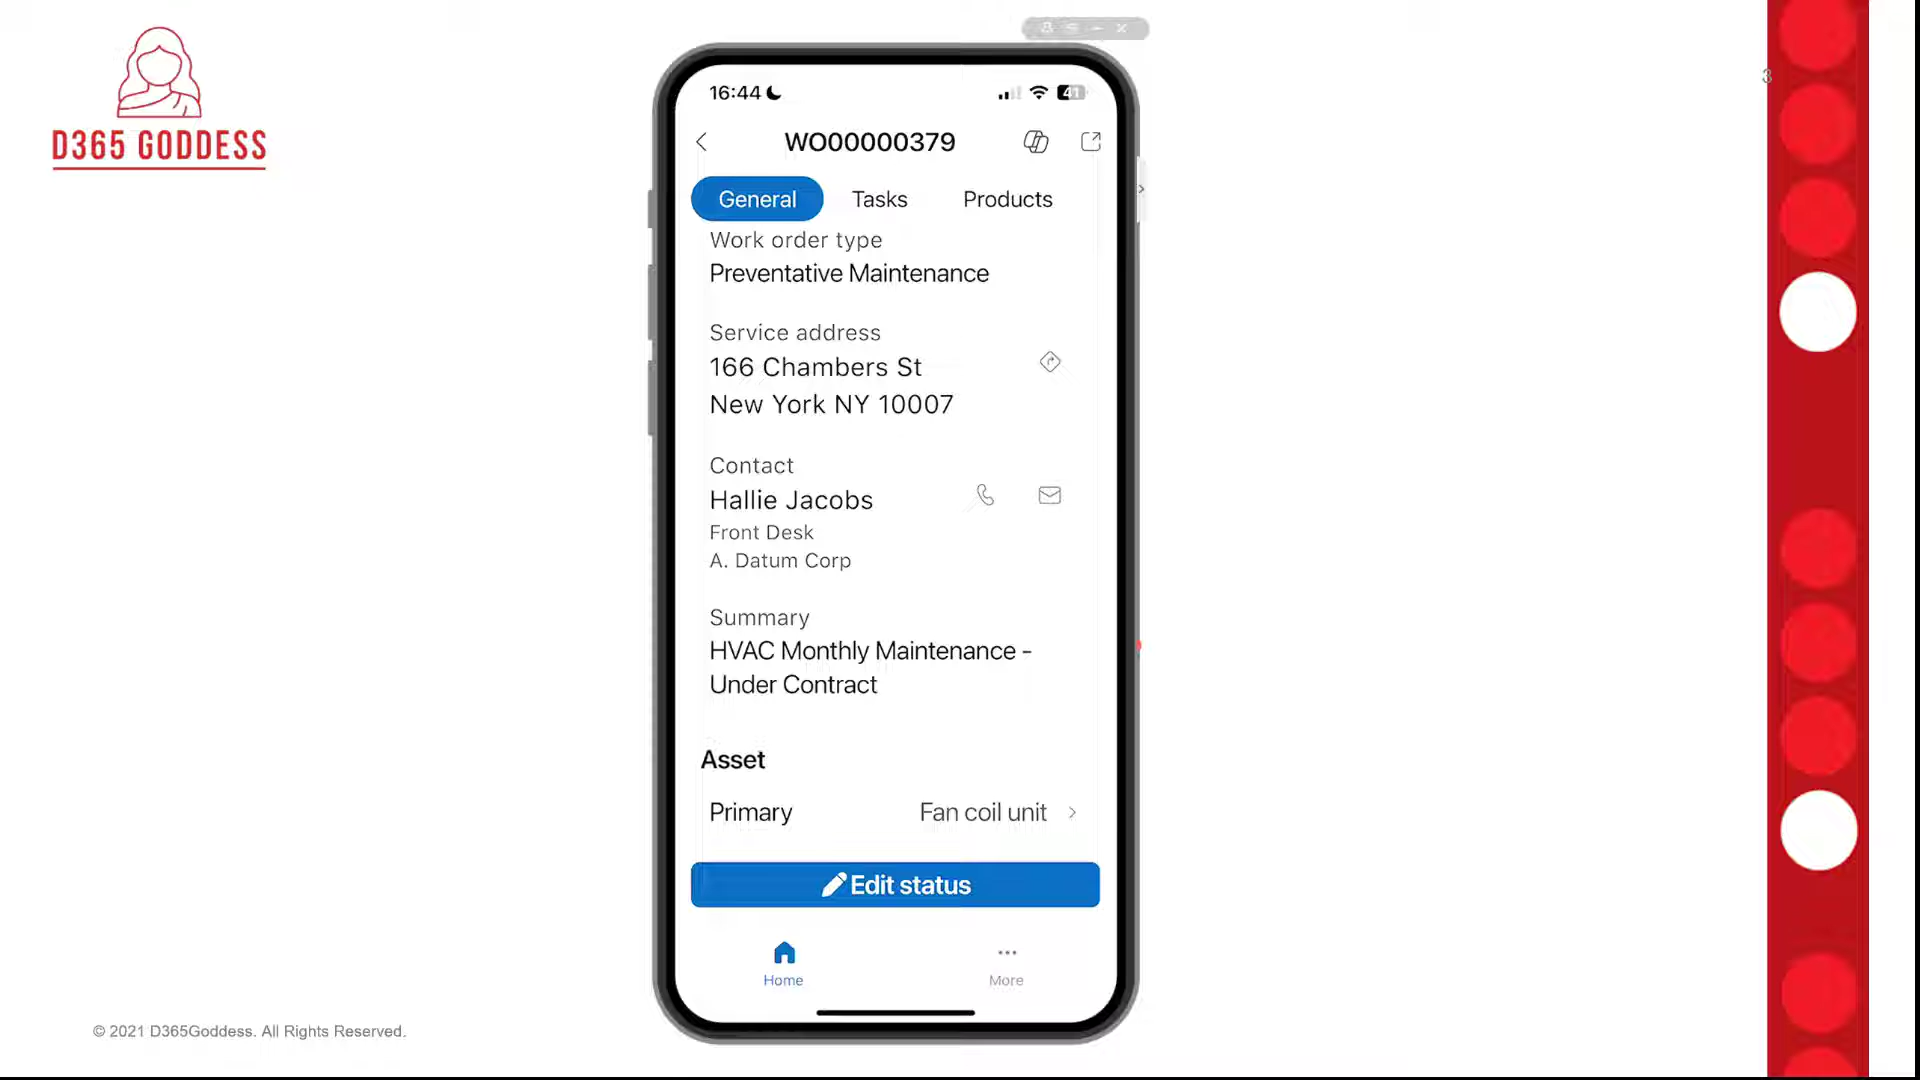 D365 GODDESS
3
16:44
41
WO00000379
General Tasks Products
Work order type
Preventative Maintenance
Service address
166 Chambers St
New York NY 10007
Contact
Hallie Jacobs
Front Desk
A. Datum Corp
Summary
HVAC Monthly Maintenance -
Under Contract
Asset
Primary Fan coil unit
Edit status
Home More
© 2021 D365Goddess. All Rights Reserved.